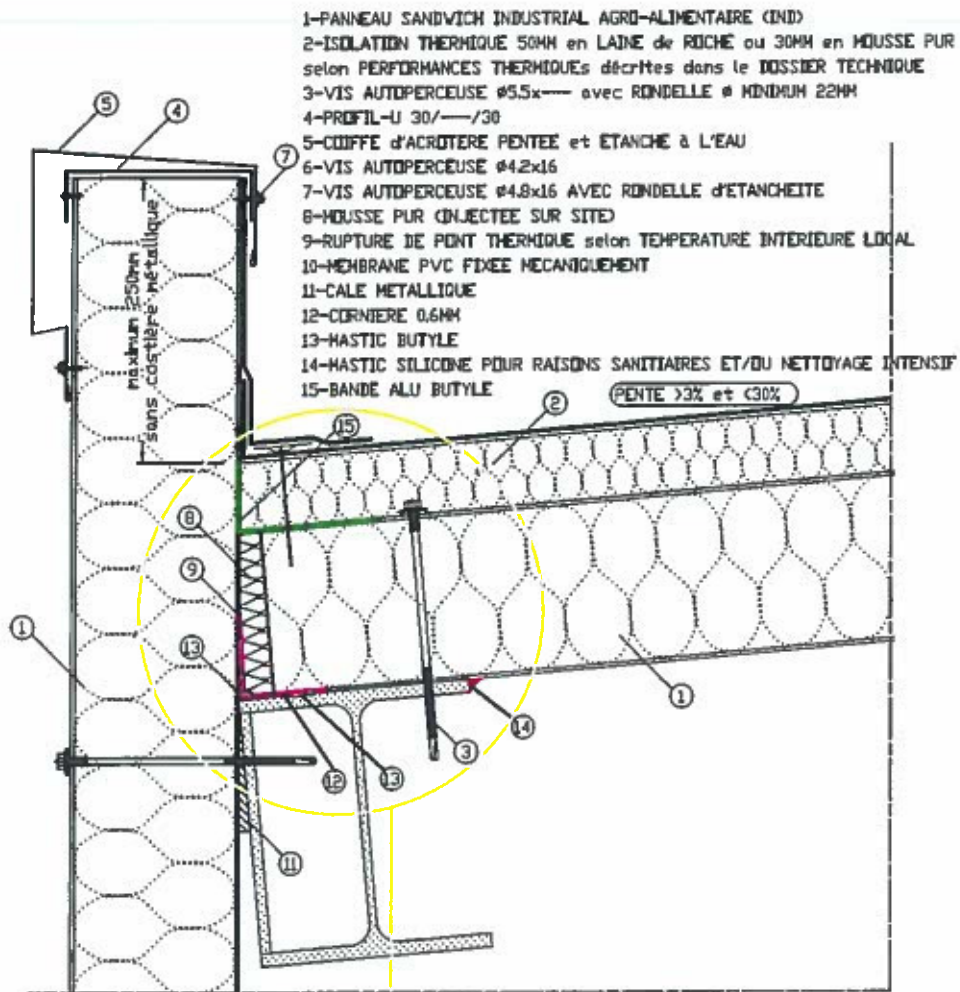 1-PANNEAU SANDWICH INDUSTRIAL AGRO-ALIMENTAIRE (IND)
2-ISOLATION THERMIQUE 50MM en LAINE de ROCHE ou 30MM en MOUSSE PUR
selon PERFORMANCES THERMIQUEs décrites dans le DOSSIER TECHNIQUE
3-VIS AUTOPERCEUSE ø5.5x--- avec RONDELLE ø MINIMUM 22MM
4-PROFIL-U 30/---/30
5-COIFFE d'ACROTERE PENTEE et ETANCHE à L'EAU
6-VIS AUTOPERCEUSE ø4.2x16
7-VIS AUTOPERCEUSE ø4.8x16 AVEC RONDELLE d'ETANCHEITE
8-MOUSSE PUR (INJECTEE SUR SITE)
9-RUPTURE DE PONT THERMIQUE selon TEMPERATURE INTERIEURE LOCAL
10-MEMBRANE PVC FIXEE MECANIQUEMENT
11-CALE METALLIQUE
12-CORNIERE 0,6MM
13-MASTIC BUTYLE
14-MASTIC SILICONE POUR RAISONS SANITIAIRES ET/OU NETTOYAGE INTENSIF
15-BANDE ALU BUTYLE
PENTE >3% et <30%
5
4
7
maximum 250mm
sans costière métallique
2
15
8
9
1
13
1
14
3
12
13
11